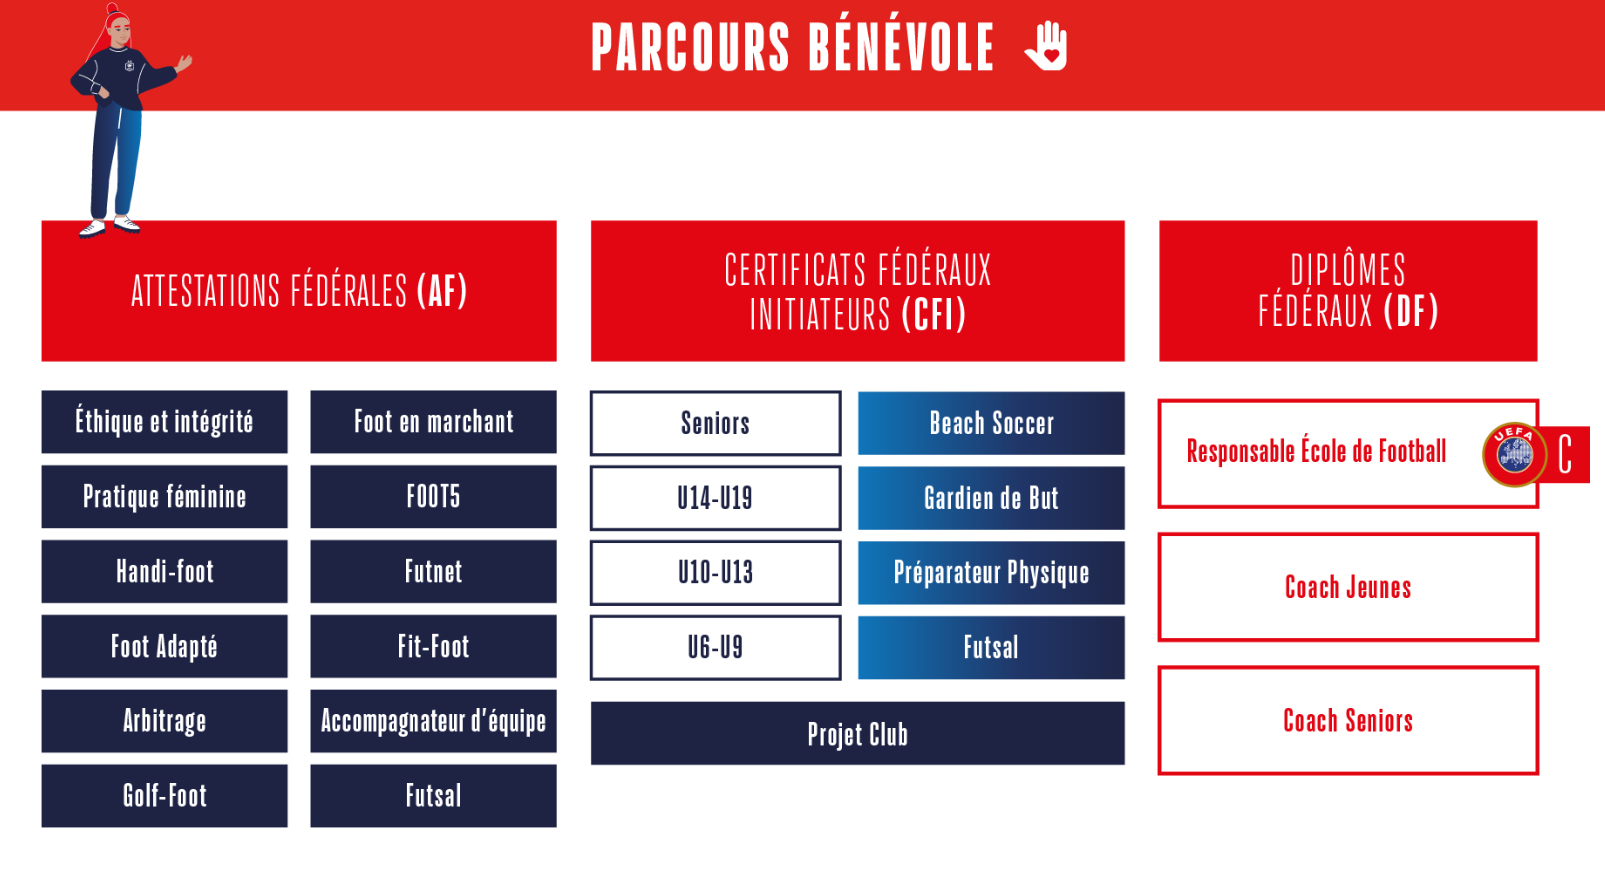 PARCOURS BÉNÉVOLE
ATTESTATIONS FÉDÉRALES (AF)
Éthique et intégrité
Foot en marchant
Pratique féminine
FOOT5
Handi-foot
Futnet
Foot Adapté
Fit-Foot
Arbitrage
Accompagnateur d'équipe
Golf-Foot
Futsal
CERTIFICATS FÉDÉRAUX
INITIATEURS (CFI)
Seniors
Beach Soccer
U14-U19
Gardien de But
U10-U13
Préparateur Physique
U6-U9
Futsal
Projet Club
DIPLÔMES
FÉDÉRAUX (DF)
Responsable École de Football
UEFA
C
Coach Jeunes
Coach Seniors